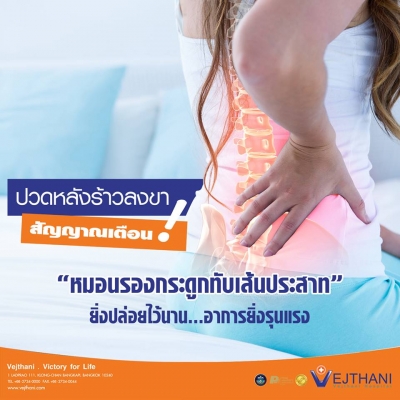 ปวดหลังร้าวลงขา
สัญญาณเตือน !!
“หมอนรองกระดูกทับเส้นประสาท”
ยิ่งปล่อยไว้นาน...อาการยิ่งรุนแรง
Vejthani . Victory for Life
www.vejthani.com
VEJTHANI